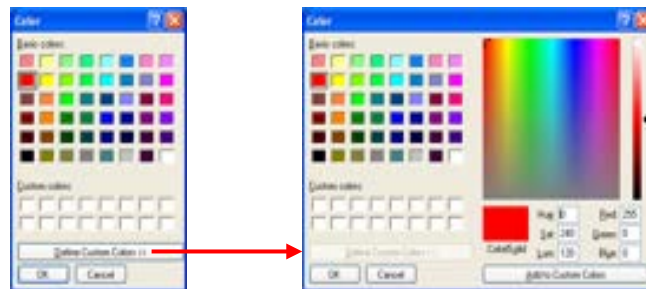 Color
Basic colors:
Custom colors:
Define Custom Colors >>
OK Cancel
Color
Basic colors:
Custom colors:
Define Custom Colors >>
OK Cancel
Color|Solid
Hue: 0 Red: 255
Sat: 240 Green: 0
Lum: 120 Blue: 0
Add to Custom Colors